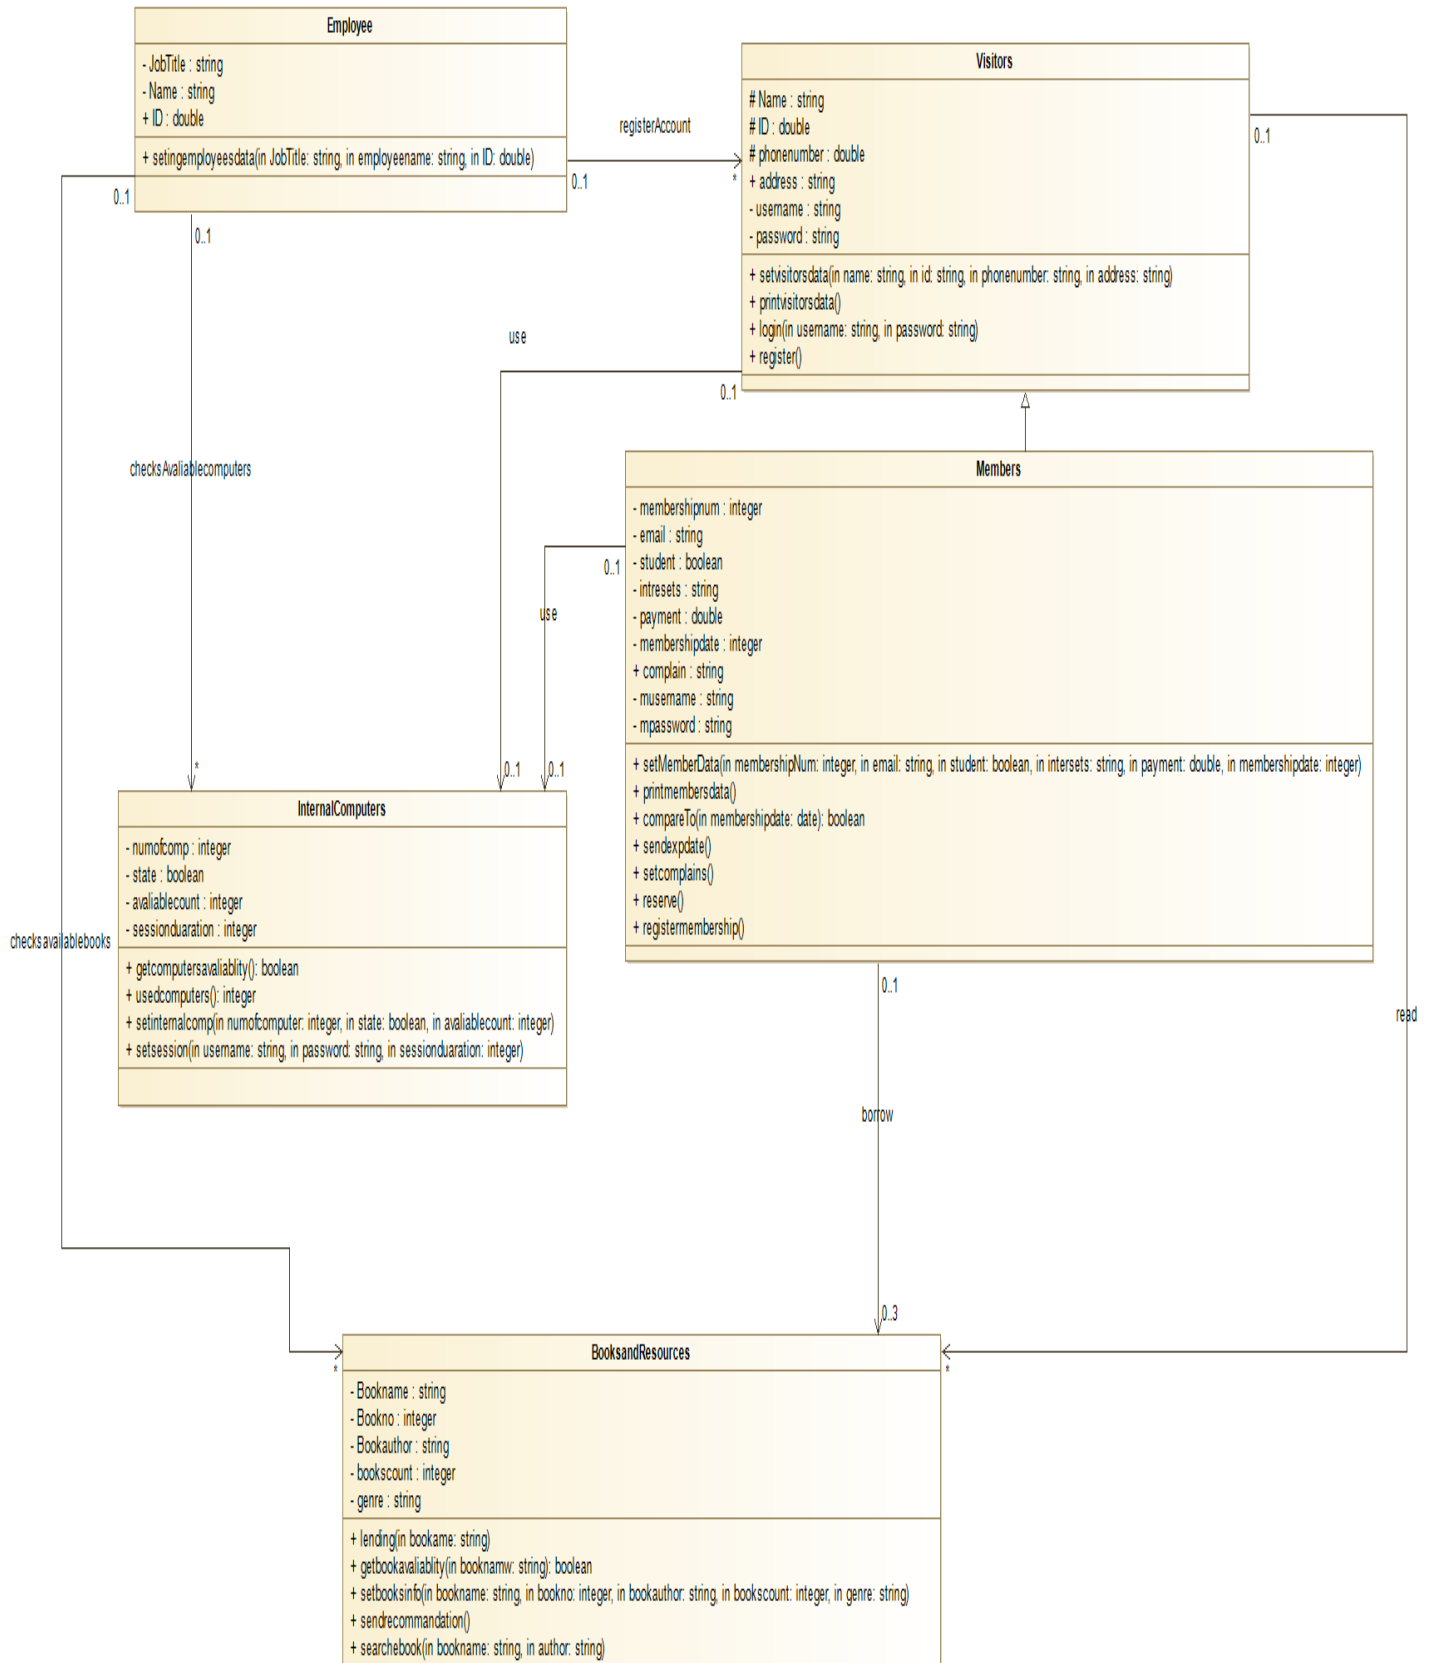 Employee
- JobTitle : string
- Name : string
+ ID : double
+ setingemployeesdata(in JobTitle: string, in employeename: string, in ID: double)
0..1
0..1
0..1
registerAccount
*
Visitors
# Name : string
# ID : double
# phonenumber : double
+ address : string
- username : string
- password : string
+ setvisitorsdata(in name: string, in id: string, in phonenumber: string, in address: string)
+ printvisitorsdata()
+ login(in username: string, in password: string)
+ register()
0..1
0..1
use
checksAvaliablecomputers
Members
- membershipnum : integer
- email : string
- student : boolean
- intresets : string
- payment : double
- membershipdate : integer
+ complain : string
- musername : string
- mpassword : string
+ setMemberData(in membershipNum: integer, in email: string, in student: boolean, in intersets: string, in payment: double, in membershipdate: integer)
+ printmembersdata()
+ compareTo(in membershipdate: date): boolean
+ sendexpdate()
+ setcomplains()
+ reserve()
+ registermembership()
0..1
use
*
0..1
0..1
InternalComputers
- numofcomp : integer
- state : boolean
- avaliablecount : integer
- sessionduaration : integer
+ getcomputersavaliablity(): boolean
+ usedcomputers(): integer
+ setinternalcomp(in numofcomputer: integer, in state: boolean, in avaliablecount: integer)
+ setsession(in username: string, in password: string, in sessionduaration: integer)
checksavailablebooks
0..1
read
borrow
0..3
*
*
BooksandResources
- Bookname : string
- Bookno : integer
- Bookauthor : string
- bookscount : integer
- genre : string
+ lending(in bookame: string)
+ getbookavaliablity(in booknamw: string): boolean
+ setbooksinfo(in bookname: string, in bookno: integer, in bookauthor: string, in bookscount: integer, in genre: string)
+ sendrecommandation()
+ searchebook(in bookname: string, in author: string)